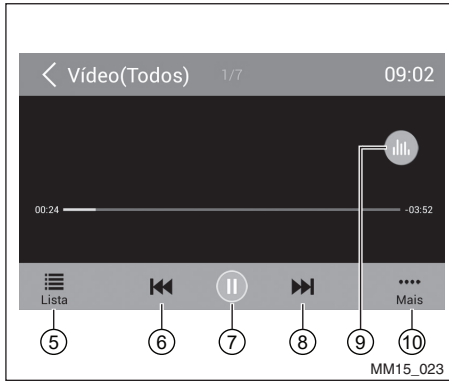 Vídeo(Todos) 1/7 09:02
00:24 -03:52
Lista Mais
5 6 7 8 9 10
MM15_023